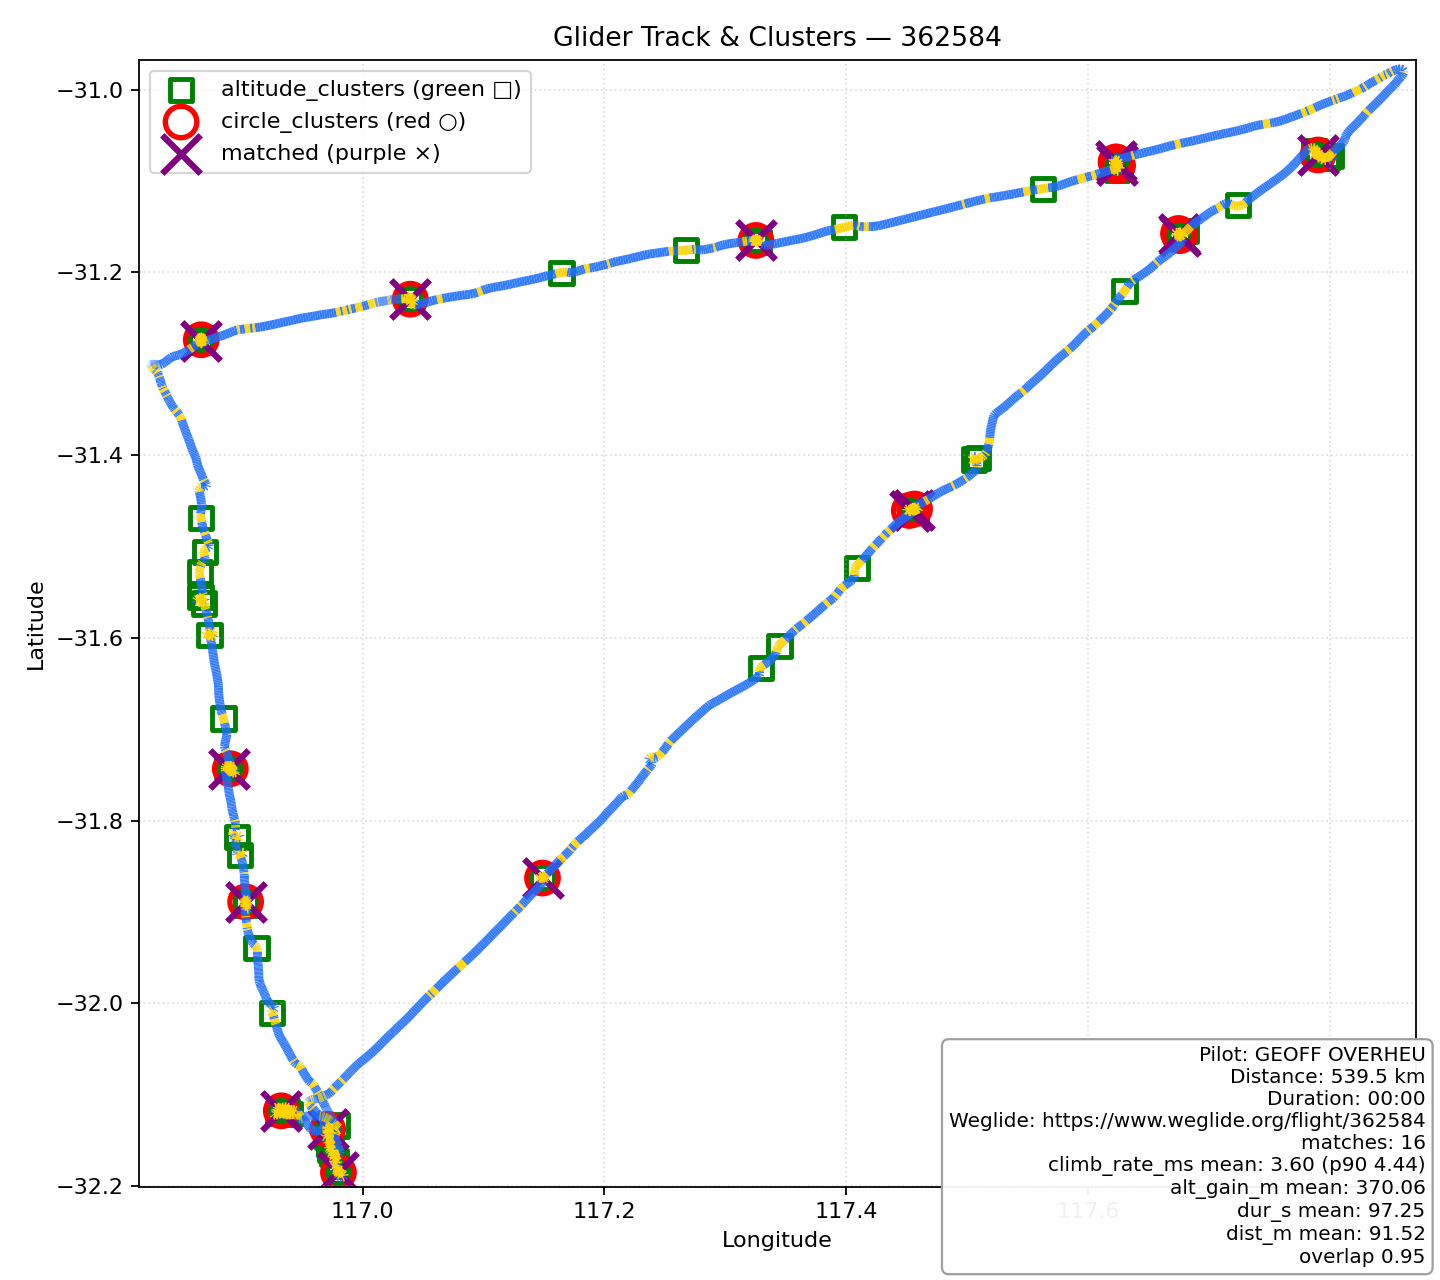 Glider Track & Clusters — 362584
altitude_clusters (green □)
circle_clusters (red ○)
matched (purple ×)
Latitude
−31.0
−31.2
−31.4
−31.6
−31.8
−32.0
−32.2
117.0
117.2
117.4
117.6
Longitude
Pilot: GEOFF OVERHEU
Distance: 539.5 km
Duration: 00:00
Weglide: https://www.weglide.org/flight/362584
matches: 16
climb_rate_ms mean: 3.60 (p90 4.44)
alt_gain_m mean: 370.06
dur_s mean: 97.25
dist_m mean: 91.52
overlap 0.95